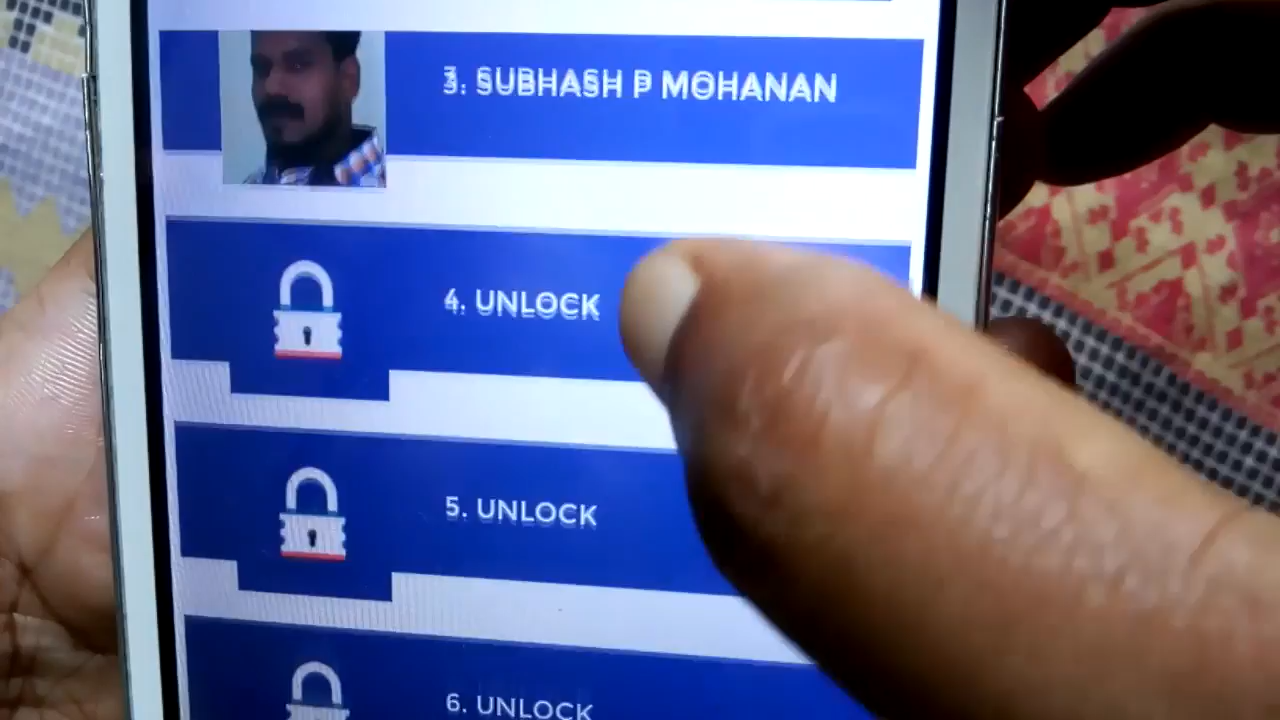 3. SUBHASH P MOHANAN
4. UNLOCK
5. UNLOCK
6. UNLOCK